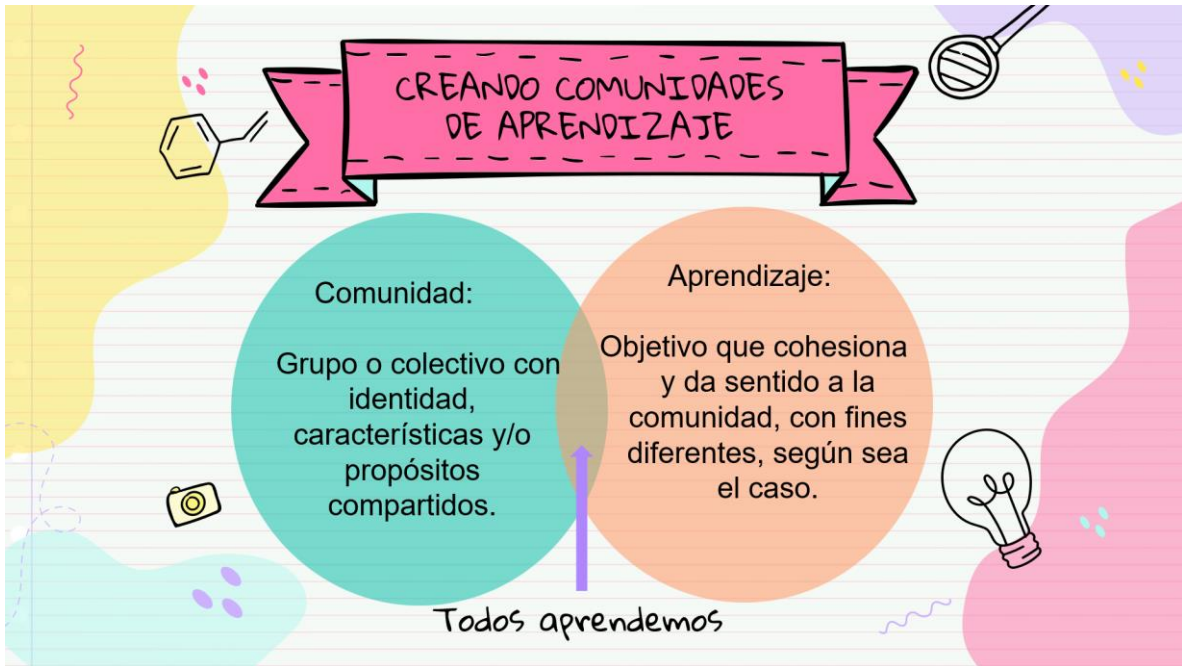 CREANDO COMUNIDADES
DE APRENDIZAJE
Comunidad:
Grupo o colectivo con
identidad,
características y/o
propósitos
compartidos.
Aprendizaje:
Objetivo que cohesiona
y da sentido a la
comunidad, con fines
diferentes, según sea
el caso.
Todos aprendemos